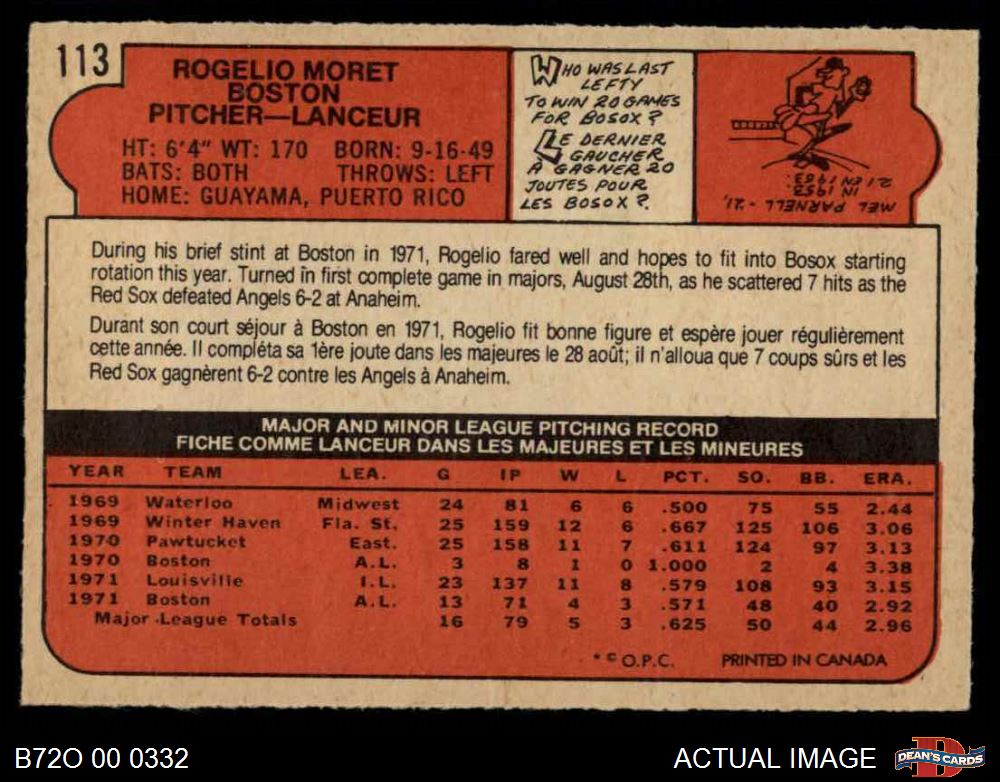 113
ROGELIO MORET
BOSTON
PITCHER—LANCEUR
HT: 6'4" WT: 170 BORN: 9-16-49
BATS: BOTH THROWS: LEFT
HOME: GUAYAMA, PUERTO RICO
WHO WAS LAST
LEFTY
TO WIN 20 GAMES
FOR BOSOX?
LE DERNIER
GAUCHER
A GAGNER 20
JOUTES POUR
LES BOSOX?
MEL PARNELL - 21,
IN 1953
21 EN 1953.
During his brief stint at Boston in 1971, Rogelio fared well and hopes to fit into Bosox starting
rotation this year. Turned in first complete game in majors, August 28th, as he scattered 7 hits as the
Red Sox defeated Angels 6-2 at Anaheim.
Durant son court séjour à Boston en 1971, Rogelio fit bonne figure et espère jouer régulièrement
cette année. Il compléta sa 1ère joute dans les majeures le 28 août; il n'alloua que 7 coups sûrs et les
Red Sox gagnèrent 6-2 contre les Angels à Anaheim.
MAJOR AND MINOR LEAGUE PITCHING RECORD
FICHE COMME LANCEUR DANS LES MAJEURES ET LES MINEURES
YEAR TEAM LEA. G IP W L PCT. SO. BB. ERA.
1969 Waterloo Midwest 24 81 6 6 .500 75 55 2.44
1969 Winter Haven Fla. St. 25 159 12 6 .667 125 106 3.06
1970 Pawtucket East. 25 158 11 7 .611 124 97 3.13
1970 Boston A.L. 3 8 1 0 1.000 2 4 3.38
1971 Louisville I.L. 23 137 11 8 .579 108 93 3.15
1971 Boston A.L. 13 71 4 3 .571 48 40 2.92
Major League Totals 16 79 5 3 .625 50 44 2.96
* © O.P.C. PRINTED IN CANADA
B72O 00 0332
ACTUAL IMAGE
DEAN'S CARDS